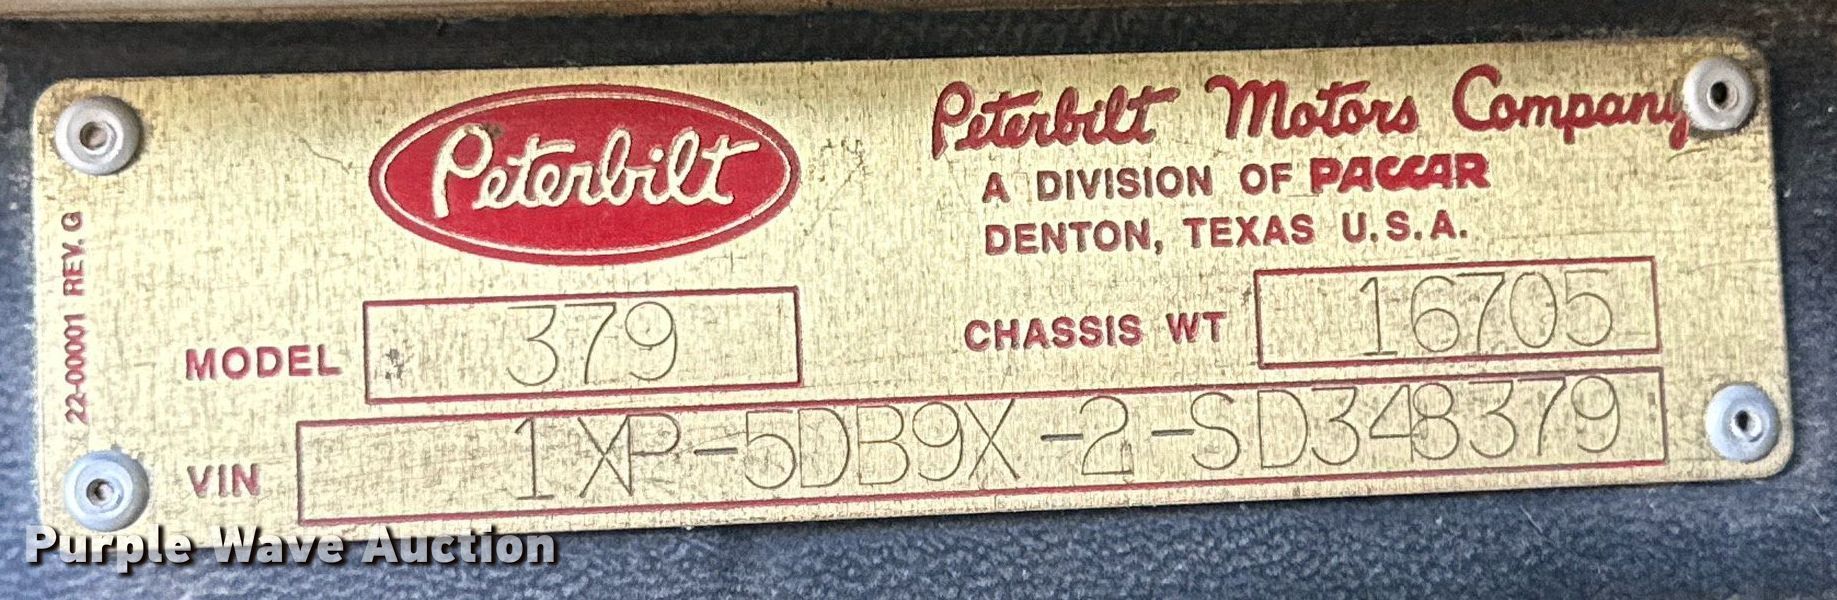 Peterbilt
Peterbilt Motors Company
A DIVISION OF PACCAR
DENTON, TEXAS U.S.A.
22-00001 REV. G
MODEL 379
CHASSIS WT 16705
VIN 1XP-5DB9X-2-SD348379
Purple Wave Auction